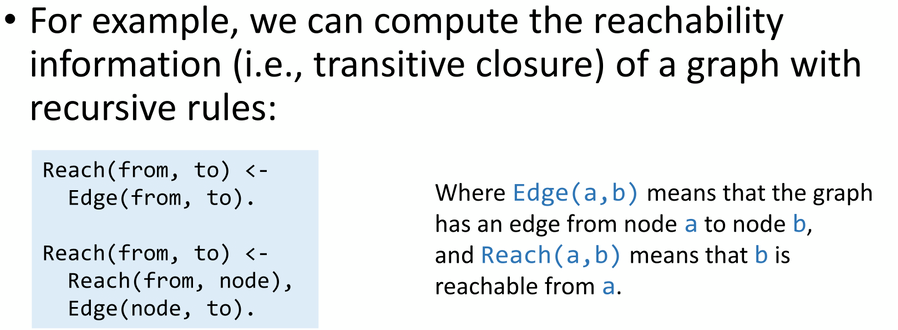 • For example, we can compute the reachability
information (i.e., transitive closure) of a graph with
recursive rules:
Reach(from, to) <-
Edge(from, to).
Reach(from, to) <-
Reach(from, node),
Edge(node, to).
Where Edge(a,b) means that the graph
has an edge from node a to node b,
and Reach(a,b) means that b is
reachable from a.